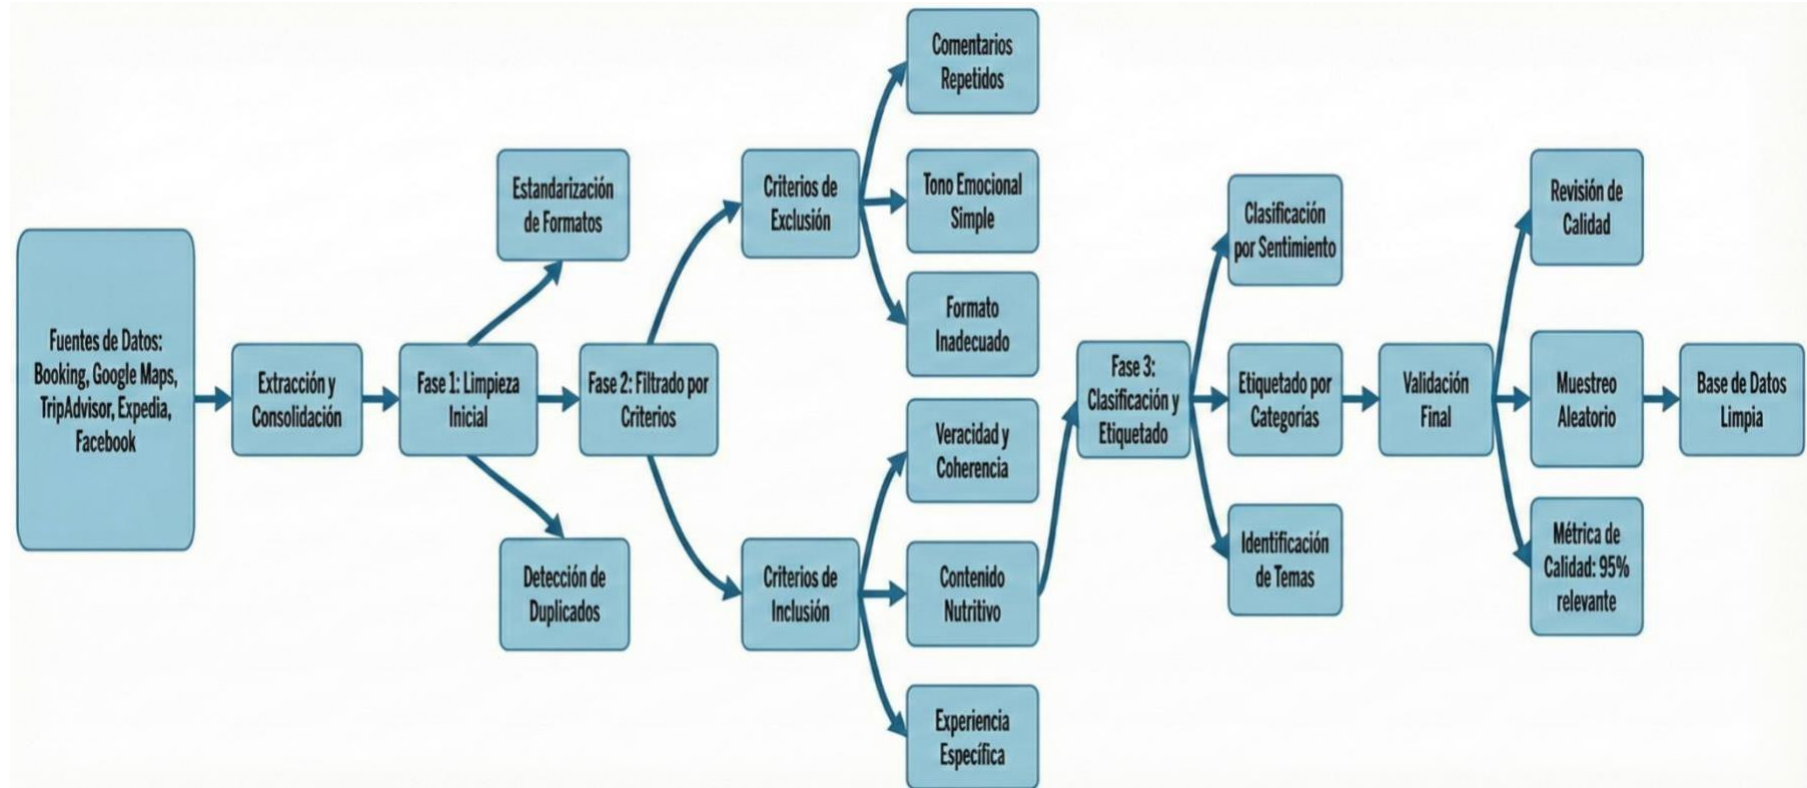 Fuentes de Datos:
Booking, Google Maps,
TripAdvisor, Expedia,
Facebook
Extracción y
Consolidación
Fase 1: Limpieza
Inicial
Estandarización
de Formatos
Detección de
Duplicados
Fase 2: Filtrado por
Criterios
Criterios de
Exclusión
Comentarios
Repetidos
Tono Emocional
Simple
Formato
Inadecuado
Criterios de
Inclusión
Veracidad y
Coherencia
Contenido
Nutritivo
Experiencia
Específica
Fase 3:
Clasificación y
Etiquetado
Clasificación
por Sentimiento
Etiquetado por
Categorías
Identificación
de Temas
Validación
Final
Revisión de
Calidad
Muestreo
Aleatorio
Métrica de
Calidad: 95%
relevante
Base de Datos
Limpia